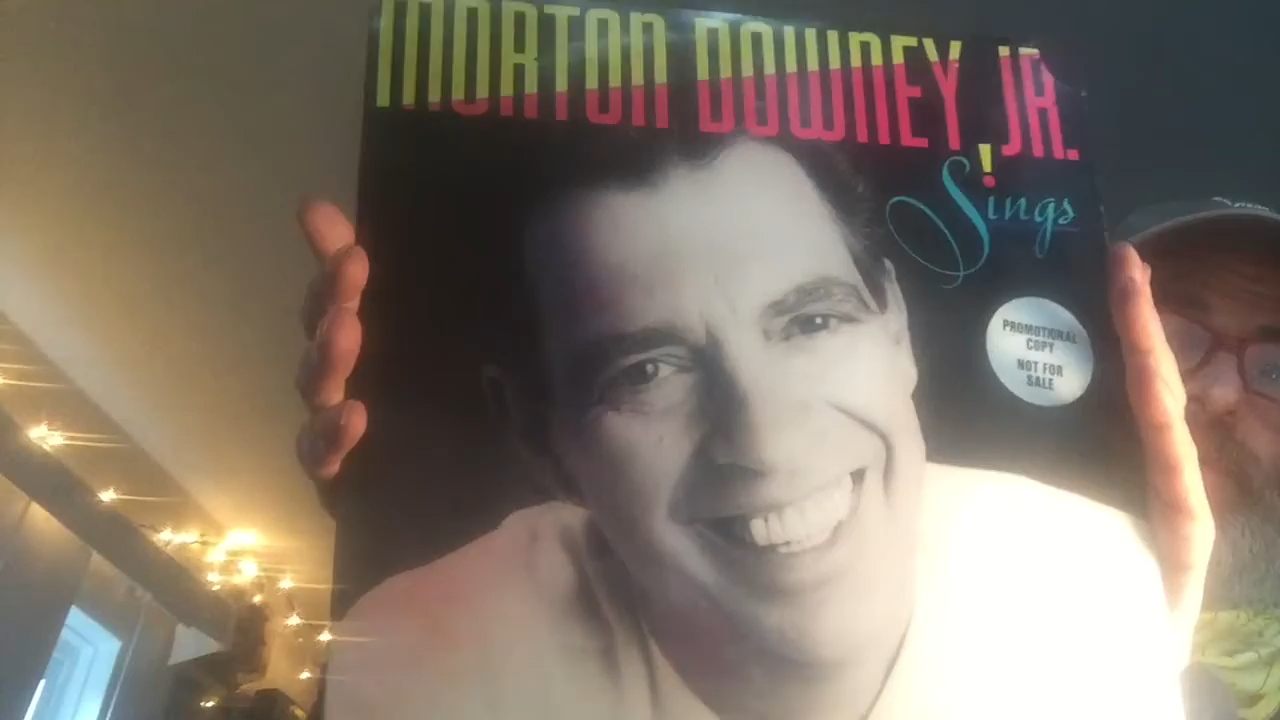 MORTON DOWNEY, JR.
Sings!
PROMOTIONAL
COPY
NOT FOR
SALE